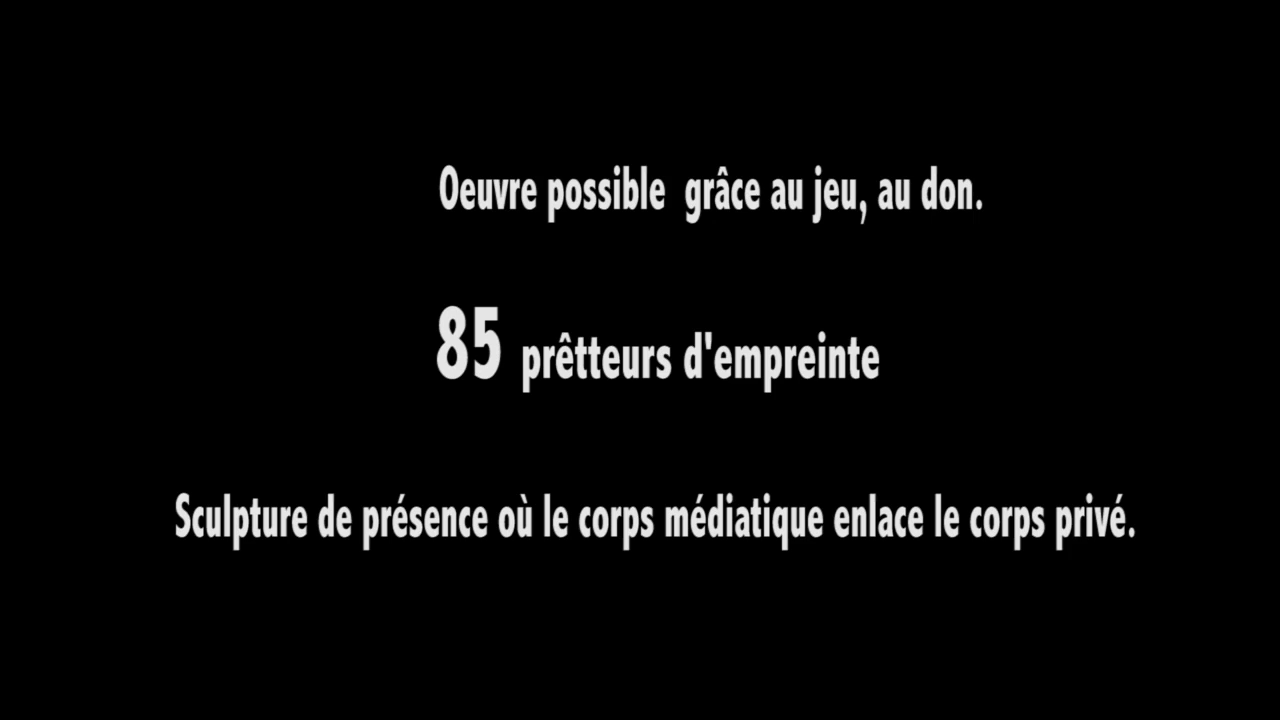 Oeuvre possible grâce au jeu, au don.
85 prêtteurs d'empreinte
Sculpture de présence où le corps médiatique enlace le corps privé.